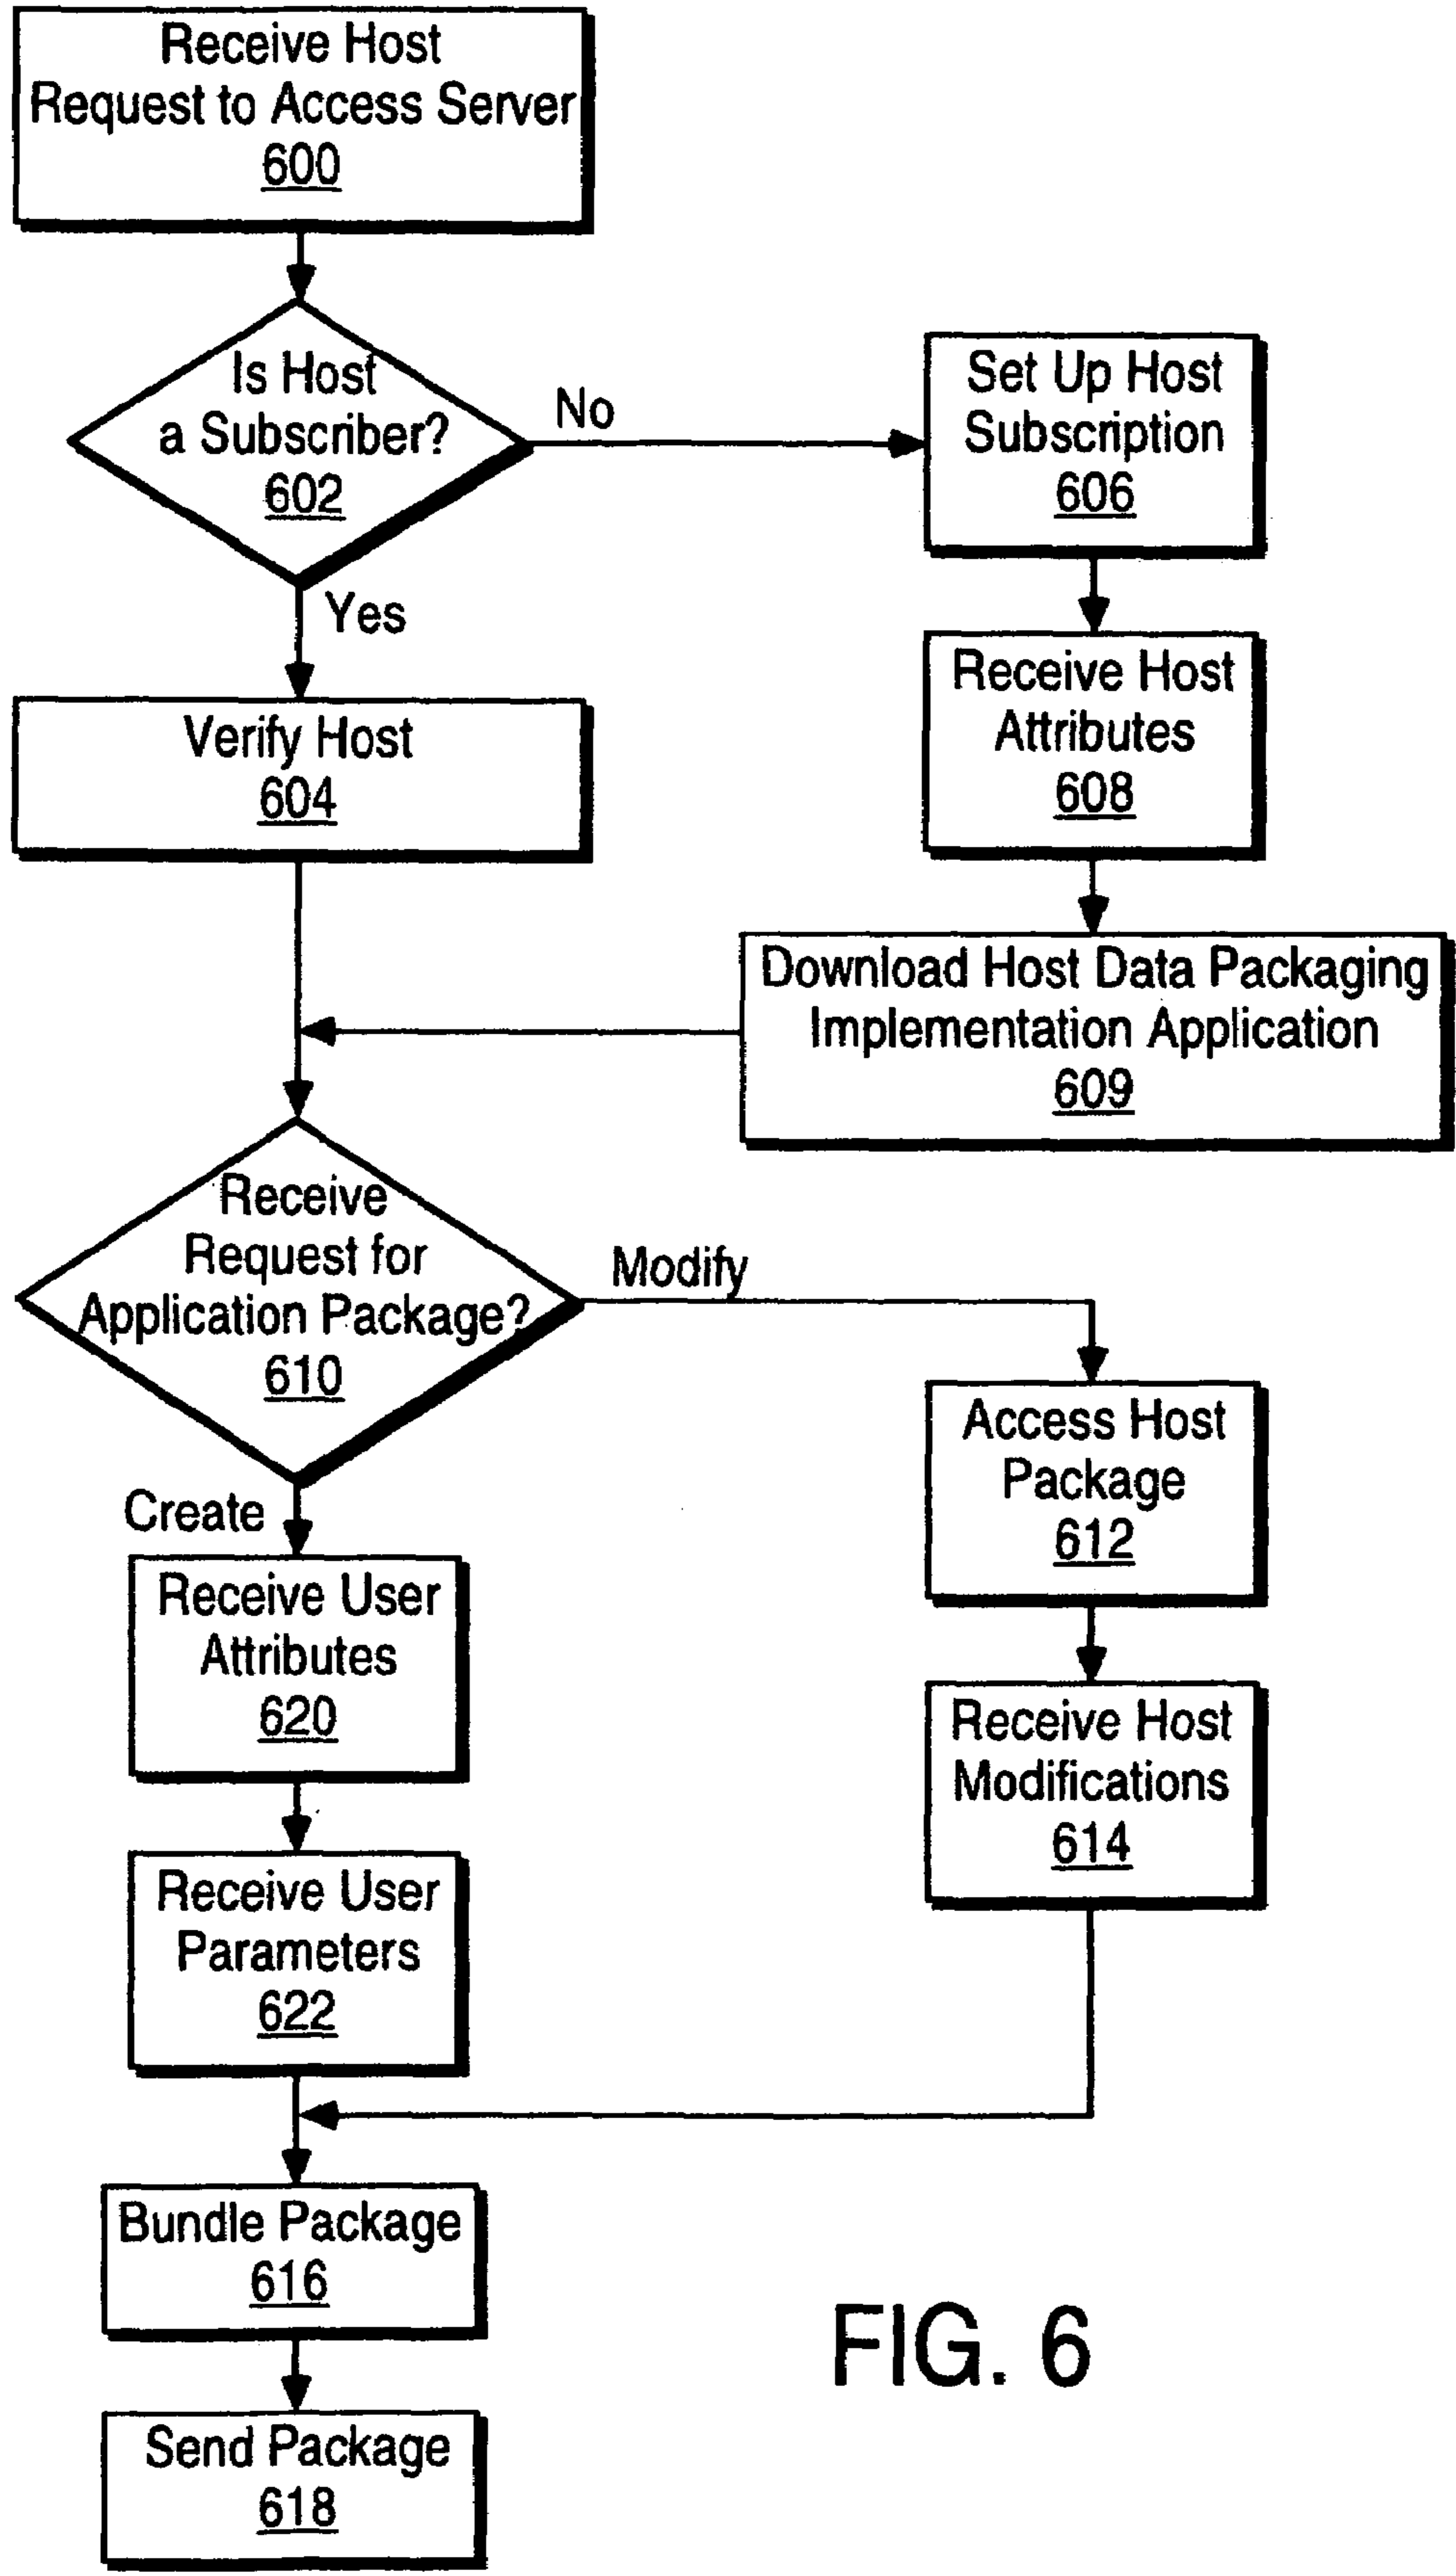 Receive Host
Request to Access Server
600
Is Host
a Subscriber?
602
No
Yes
Set Up Host
Subscription
606
Receive Host
Attributes
608
Verify Host
604
Download Host Data Packaging
Implementation Application
609
Receive
Request for
Application Package?
610
Modify
Create
Access Host
Package
612
Receive Host
Modifications
614
Receive User
Attributes
620
Receive User
Parameters
622
Bundle Package
616
Send Package
618
FIG. 6